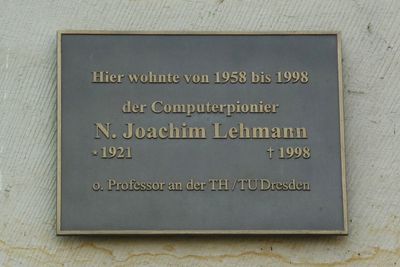 Hier wohnte von 1958 bis 1998
der Computerpionier
N. Joachim Lehmann
* 1921 † 1998
o. Professor an der TH / TU Dresden